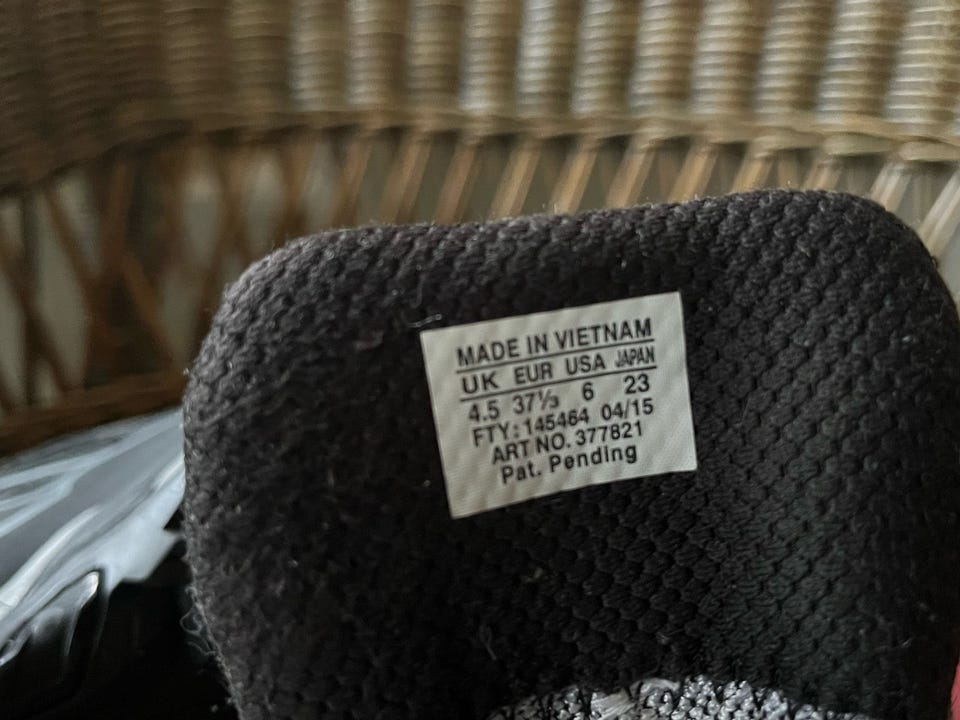 MADE IN VIETNAM
UK EUR USA JAPAN
4.5 37⅓ 6 23
FTY: 145464 04/15
ART NO. 377821
Pat. Pending